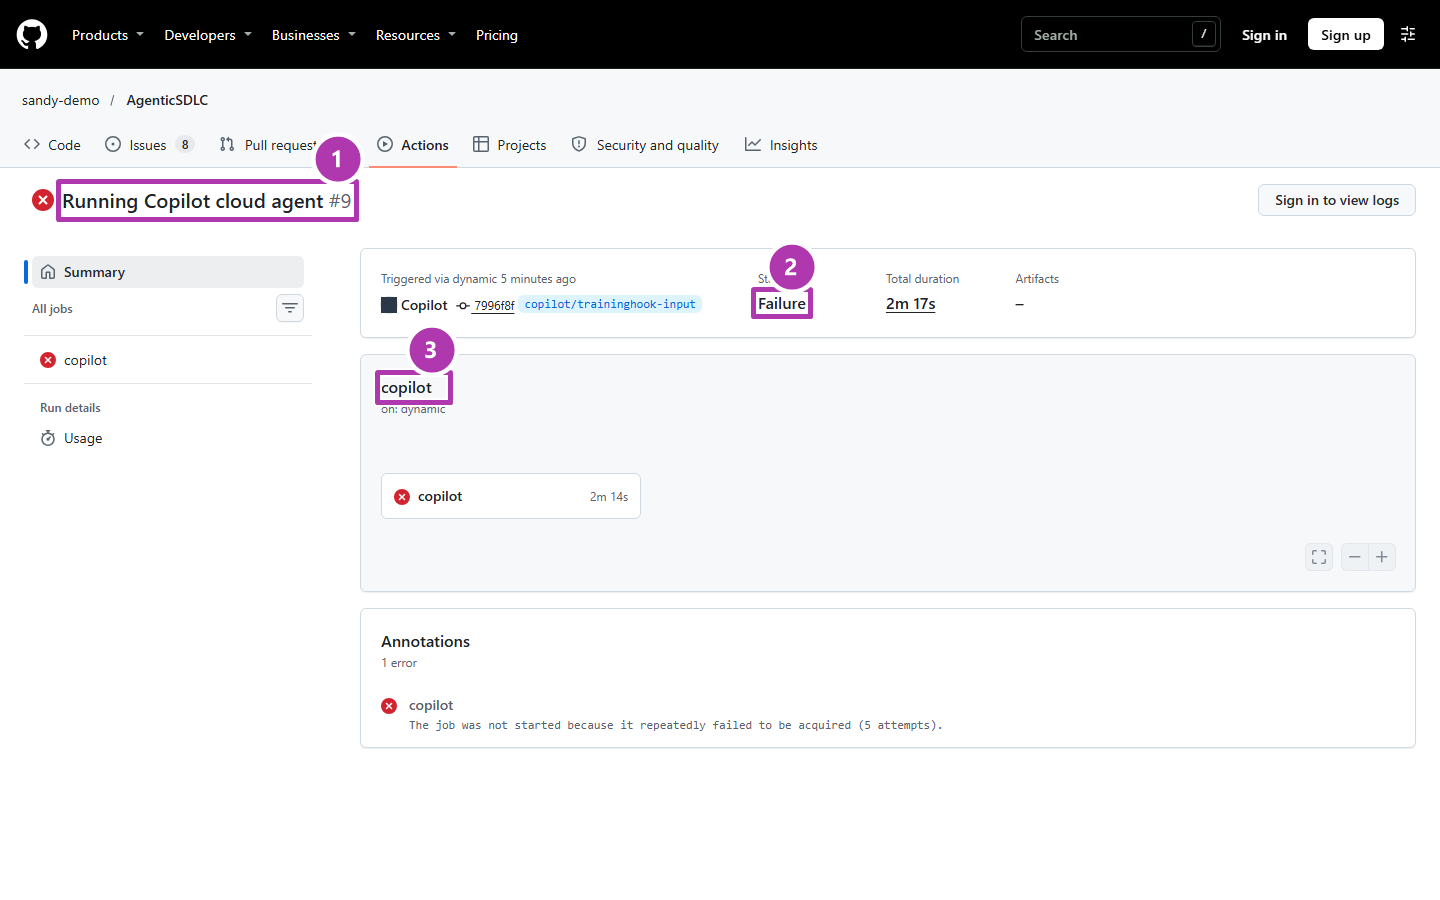 Products Developers Businesses Resources Pricing Search / Sign in Sign up
sandy-demo / AgenticSDLC
Code Issues 8 Pull Actions Projects Security and quality Insights
1
Running Copilot cloud agent #9 Sign in to view logs
Summary
All jobs
copilot
Run details
Usage
Triggered via dynamic 5 minutes ago
2
Total duration Artifacts
Copilot 7996f8f copilot/traininghook-input Failure 2m 17s –
3
copilot
on: dynamic
copilot 2m 14s
Annotations
1 error
copilot
The job was not started because it repeatedly failed to be acquired (5 attempts).